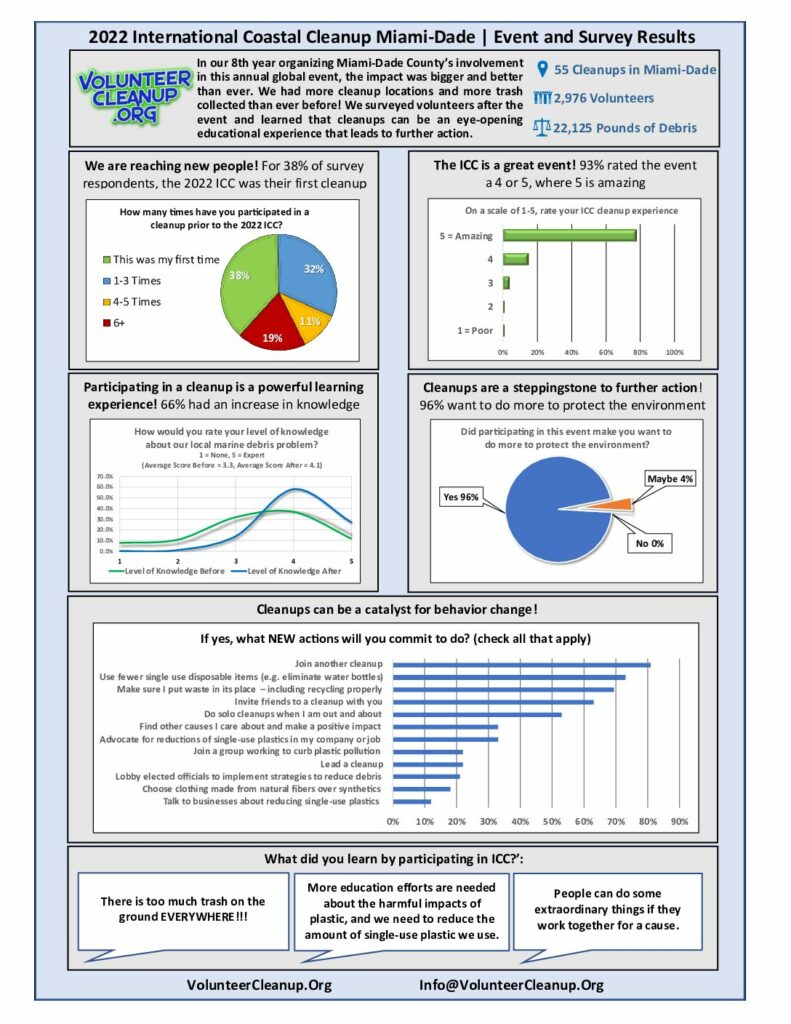 2022 International Coastal Cleanup Miami-Dade | Event and Survey Results
VOLUNTEER
CLEANUP
.ORG
In our 8th year organizing Miami-Dade County's involvement
in this annual global event, the impact was bigger and better
than ever. We had more cleanup locations and more trash
collected than ever before! We surveyed volunteers after the
event and learned that cleanups can be an eye-opening
educational experience that leads to further action.
55 Cleanups in Miami-Dade
2,976 Volunteers
22,125 Pounds of Debris
We are reaching new people! For 38% of survey
respondents, the 2022 ICC was their first cleanup
How many times have you participated in a
cleanup prior to the 2022 ICC?
This was my first time
1-3 Times
4-5 Times
6+
38%
32%
11%
19%
The ICC is a great event! 93% rated the event
a 4 or 5, where 5 is amazing
On a scale of 1-5, rate your ICC cleanup experience
5 = Amazing
4
3
2
1 = Poor
0% 20% 40% 60% 80% 100%
Participating in a cleanup is a powerful learning
experience! 66% had an increase in knowledge
How would you rate your level of knowledge
about our local marine debris problem?
1 = None, 5 = Expert
(Average Score Before = 3.3, Average Score After = 4.1)
70.0%
60.0%
50.0%
40.0%
30.0%
20.0%
10.0%
0.0%
1 2 3 4 5
Level of Knowledge Before Level of Knowledge After
Cleanups are a steppingstone to further action!
96% want to do more to protect the environment
Did participating in this event make you want to
do more to protect the environment?
Yes 96%
Maybe 4%
No 0%
Cleanups can be a catalyst for behavior change!
If yes, what NEW actions will you commit to do? (check all that apply)
Join another cleanup
Use fewer single use disposable items (e.g. eliminate water bottles)
Make sure I put waste in its place – including recycling properly
Invite friends to a cleanup with you
Do solo cleanups when I am out and about
Find other causes I care about and make a positive impact
Advocate for reductions of single-use plastics in my company or job
Join a group working to curb plastic pollution
Lead a cleanup
Lobby elected officials to implement strategies to reduce debris
Choose clothing made from natural fibers over synthetics
Talk to businesses about reducing single-use plastics
0% 10% 20% 30% 40% 50% 60% 70% 80% 90%
What did you learn by participating in ICC?':
There is too much trash on the
ground EVERYWHERE!!!
More education efforts are needed
about the harmful impacts of
plastic, and we need to reduce the
amount of single-use plastic we use.
People can do some
extraordinary things if they
work together for a cause.
VolunteerCleanup.Org Info@VolunteerCleanup.Org